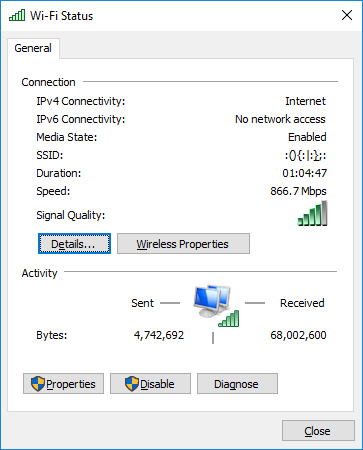 Wi-Fi Status
General
Connection
IPv4 Connectivity: Internet
IPv6 Connectivity: No network access
Media State: Enabled
SSID: :(){:|:};:
Duration: 01:04:47
Speed: 866.7 Mbps
Signal Quality:
Details... Wireless Properties
Activity
Sent Received
Bytes: 4,742,692 68,002,600
Properties Disable Diagnose
Close